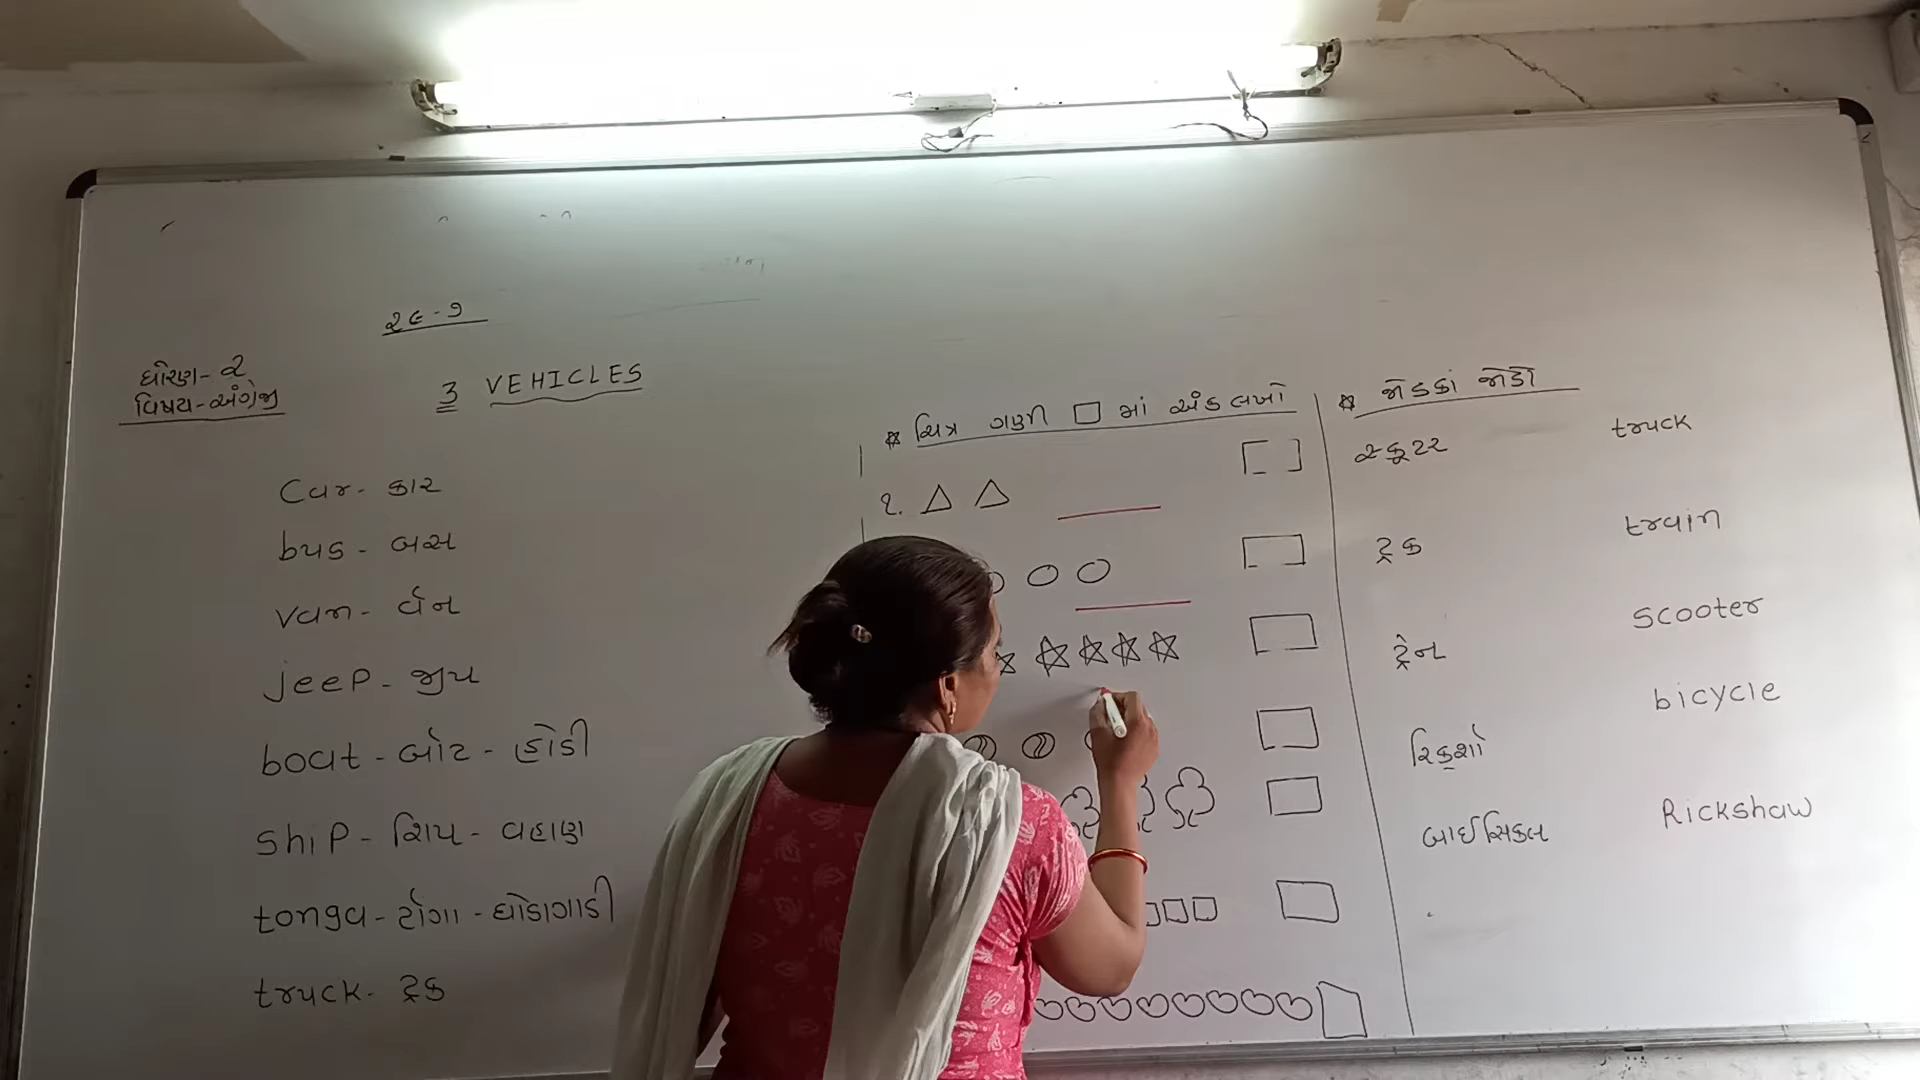 ૨૯-૭
ધોરણ-૨
વિષય-અંગ્રેજી
3 VEHICLES
Car - કાર
bus - બસ
van - વૅન
jeep - જીપ
boat - બોટ - હોડી
ship - શિપ - વહાણ
tonga - ટાંગા - ઘોડાગાડી
truck - ટ્રક
* ચિત્ર ગણી □ માં અંક લખો
૧.
* જોડકાં જોડો
સ્કૂટર truck
ટ્રક train
ટ્રેન scooter
રિક્શો bicycle
બાઈસિકલ Rickshaw